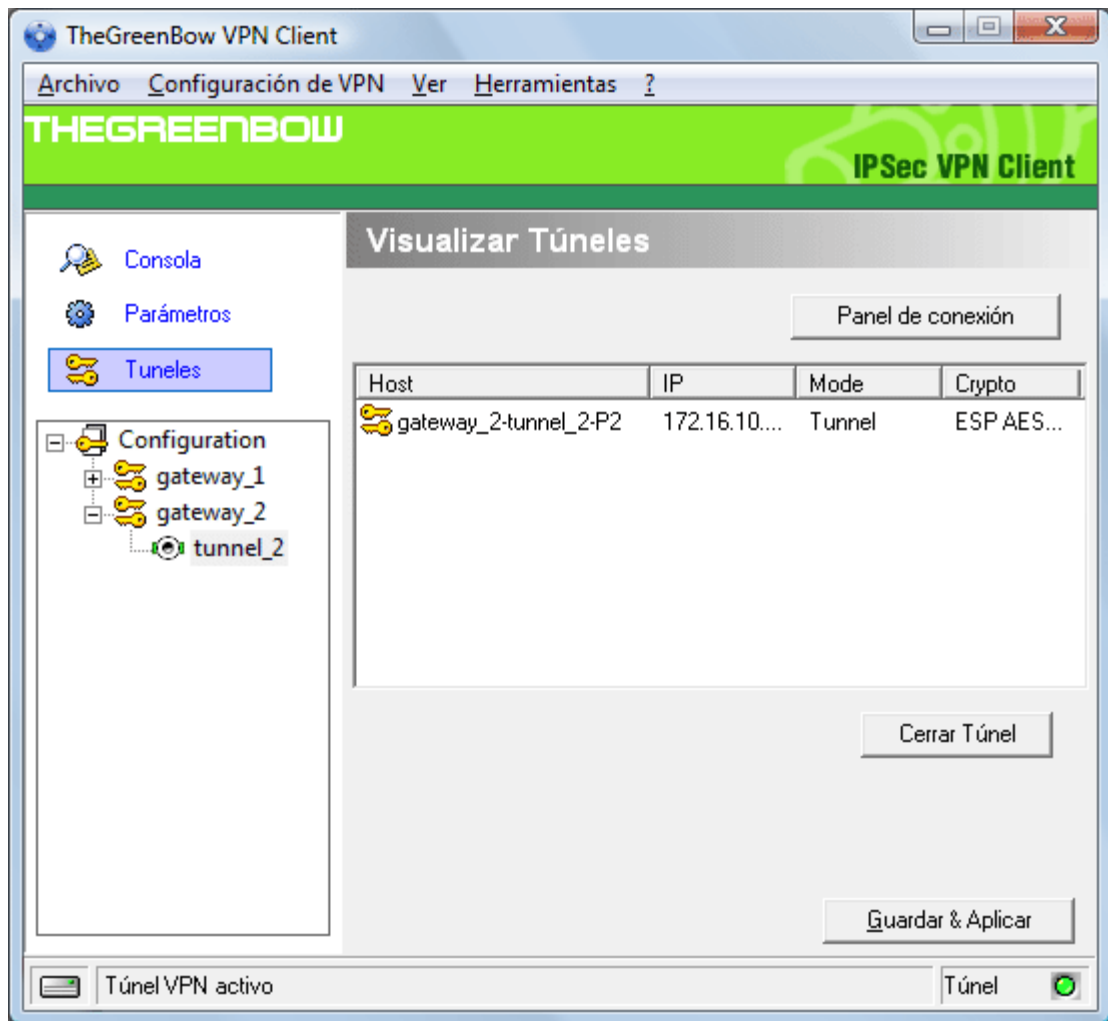 TheGreenBow VPN Client
Archivo Configuración de VPN Ver Herramientas ?
THEGREENBOW
IPSec VPN Client
Consola
Parámetros
Tuneles
Configuration
gateway_1
gateway_2
tunnel_2
Visualizar Túneles
Panel de conexión
Host IP Mode Crypto
gateway_2-tunnel_2-P2 172.16.10.... Tunnel ESP AES...
Cerrar Túnel
Guardar & Aplicar
Túnel VPN activo Túnel